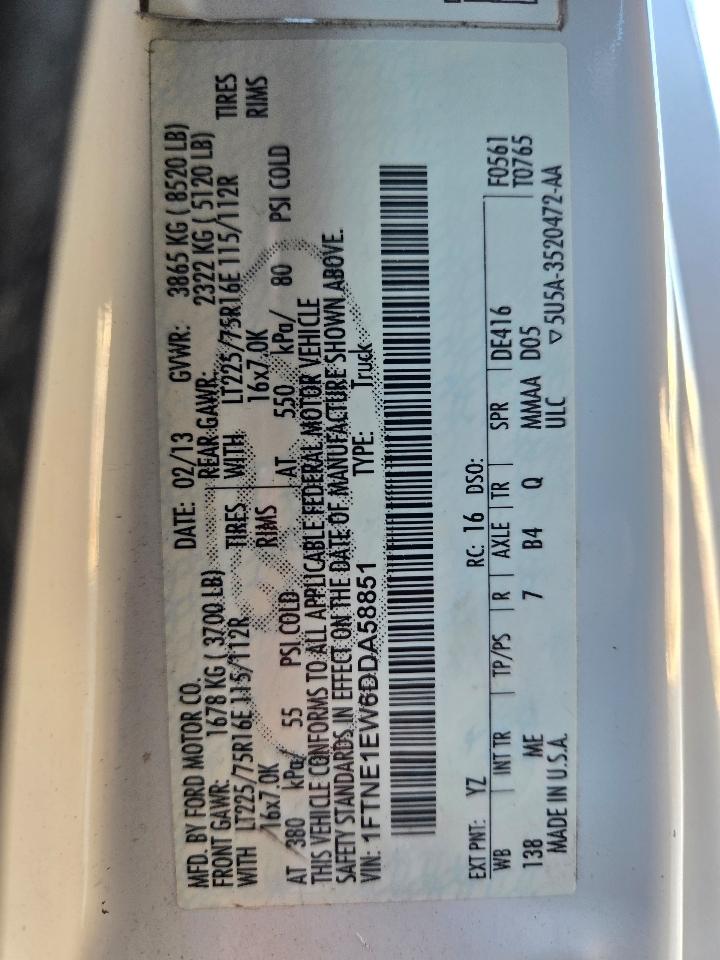 MFD. BY FORD MOTOR CO.
DATE: 02/13 GVWR: 3865 KG ( 8520 LB)
FRONT GAWR: 1678 KG ( 3700 LB) REAR GAWR: 2322 KG ( 5120 LB)
WITH LT225/75R16E 115/112R TIRES WITH LT225/75R16E 115/112R TIRES
16x7.0K RIMS 16x7.0K RIMS
AT 380 kPa/ 55 PSI COLD AT 550 kPa/ 80 PSI COLD
THIS VEHICLE CONFORMS TO ALL APPLICABLE FEDERAL MOTOR VEHICLE
SAFETY STANDARDS IN EFFECT ON THE DATE OF MANUFACTURE SHOWN ABOVE.
VIN: 1FTNE1EW6DDA58851 TYPE: Truck
F0561
EXT PNT: YZ RC: 16 DSO: T0765
WB INT TR TP/PS R AXLE TR SPR DE416
138 ME 7 B4 Q MMAA D05
MADE IN U.S.A. ULC ▽ 5U5A-3520472-AA